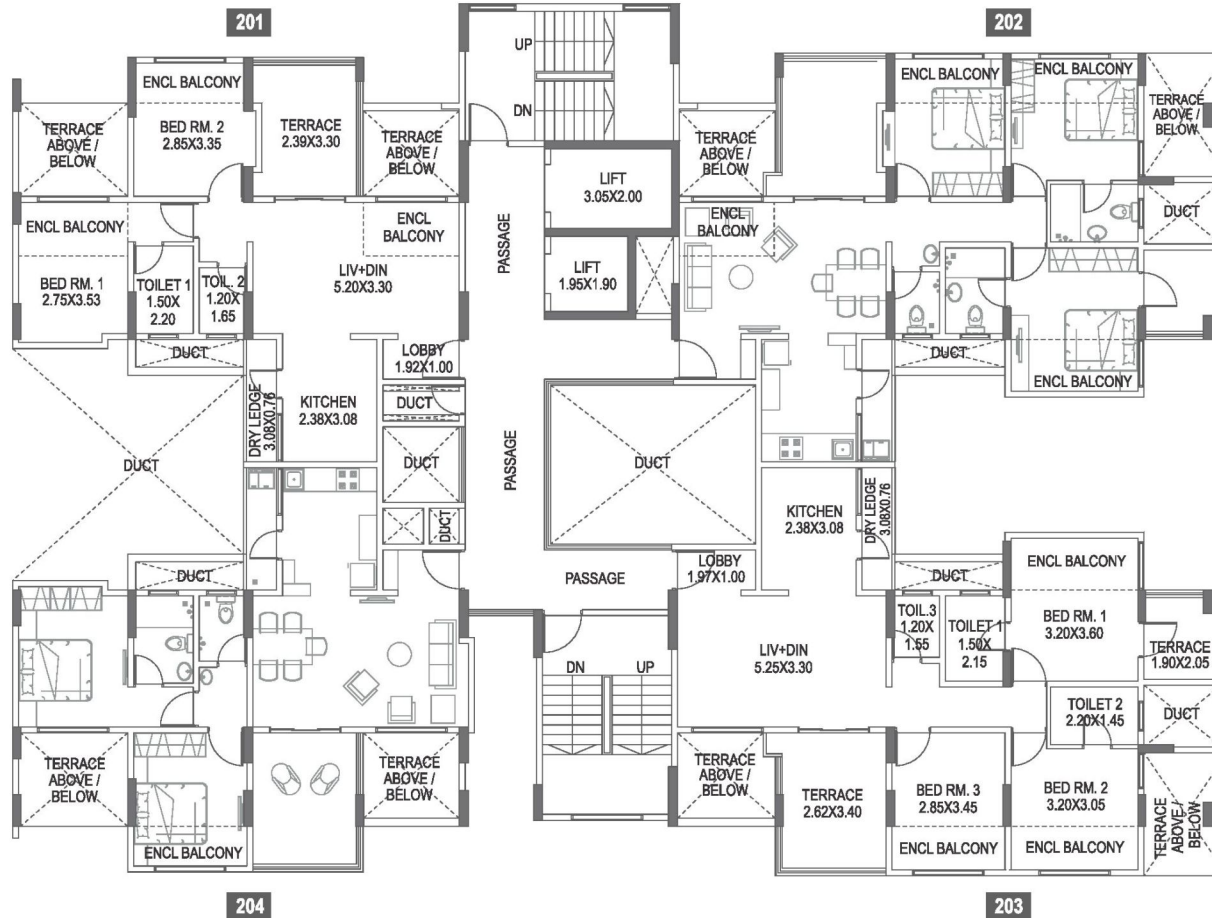 201
202
UP
DN
ENCL BALCONY
BED RM. 2
2.85X3.35
TERRACE
2.39X3.30
TERRACE
ABOVE /
BELOW
TERRACE
ABOVE /
BELOW
ENCL BALCONY
BED RM. 1
2.75X3.53
TOILET 1
1.50X
2.20
TOIL. 2
1.20X
1.65
ENCL
BALCONY
LIV+DIN
5.20X3.30
DUCT
LOBBY
1.92X1.00
DUCT
KITCHEN
2.38X3.08
DRY LEDGE
3.08X0.76
DUCT
DUCT
DUCT
PASSAGE
PASSAGE
LIFT
3.05X2.00
LIFT
1.95X1.90
TERRACE
ABOVE /
BELOW
ENCL BALCONY
ENCL BALCONY
TERRACE
ABOVE /
BELOW
ENCL
BALCONY
DUCT
DUCT
ENCL BALCONY
DUCT
KITCHEN
2.38X3.08
DRY LEDGE
3.08X0.76
PASSAGE
LOBBY
1.97X1.00
DUCT
TERRACE
ABOVE /
BELOW
TERRACE
ABOVE /
BELOW
ENCL BALCONY
DN
UP
LIV+DIN
5.25X3.30
DUCT
TOIL.3
1.20X
1.55
TOILET 1
1.50X
2.15
ENCL BALCONY
BED RM. 1
3.20X3.60
TERRACE
1.90X2.05
TOILET 2
2.20X1.45
DUCT
TERRACE
ABOVE /
BELOW
TERRACE
2.62X3.40
BED RM. 3
2.85X3.45
ENCL BALCONY
BED RM. 2
3.20X3.05
ENCL BALCONY
TERRACE
ABOVE /
BELOW
204
203